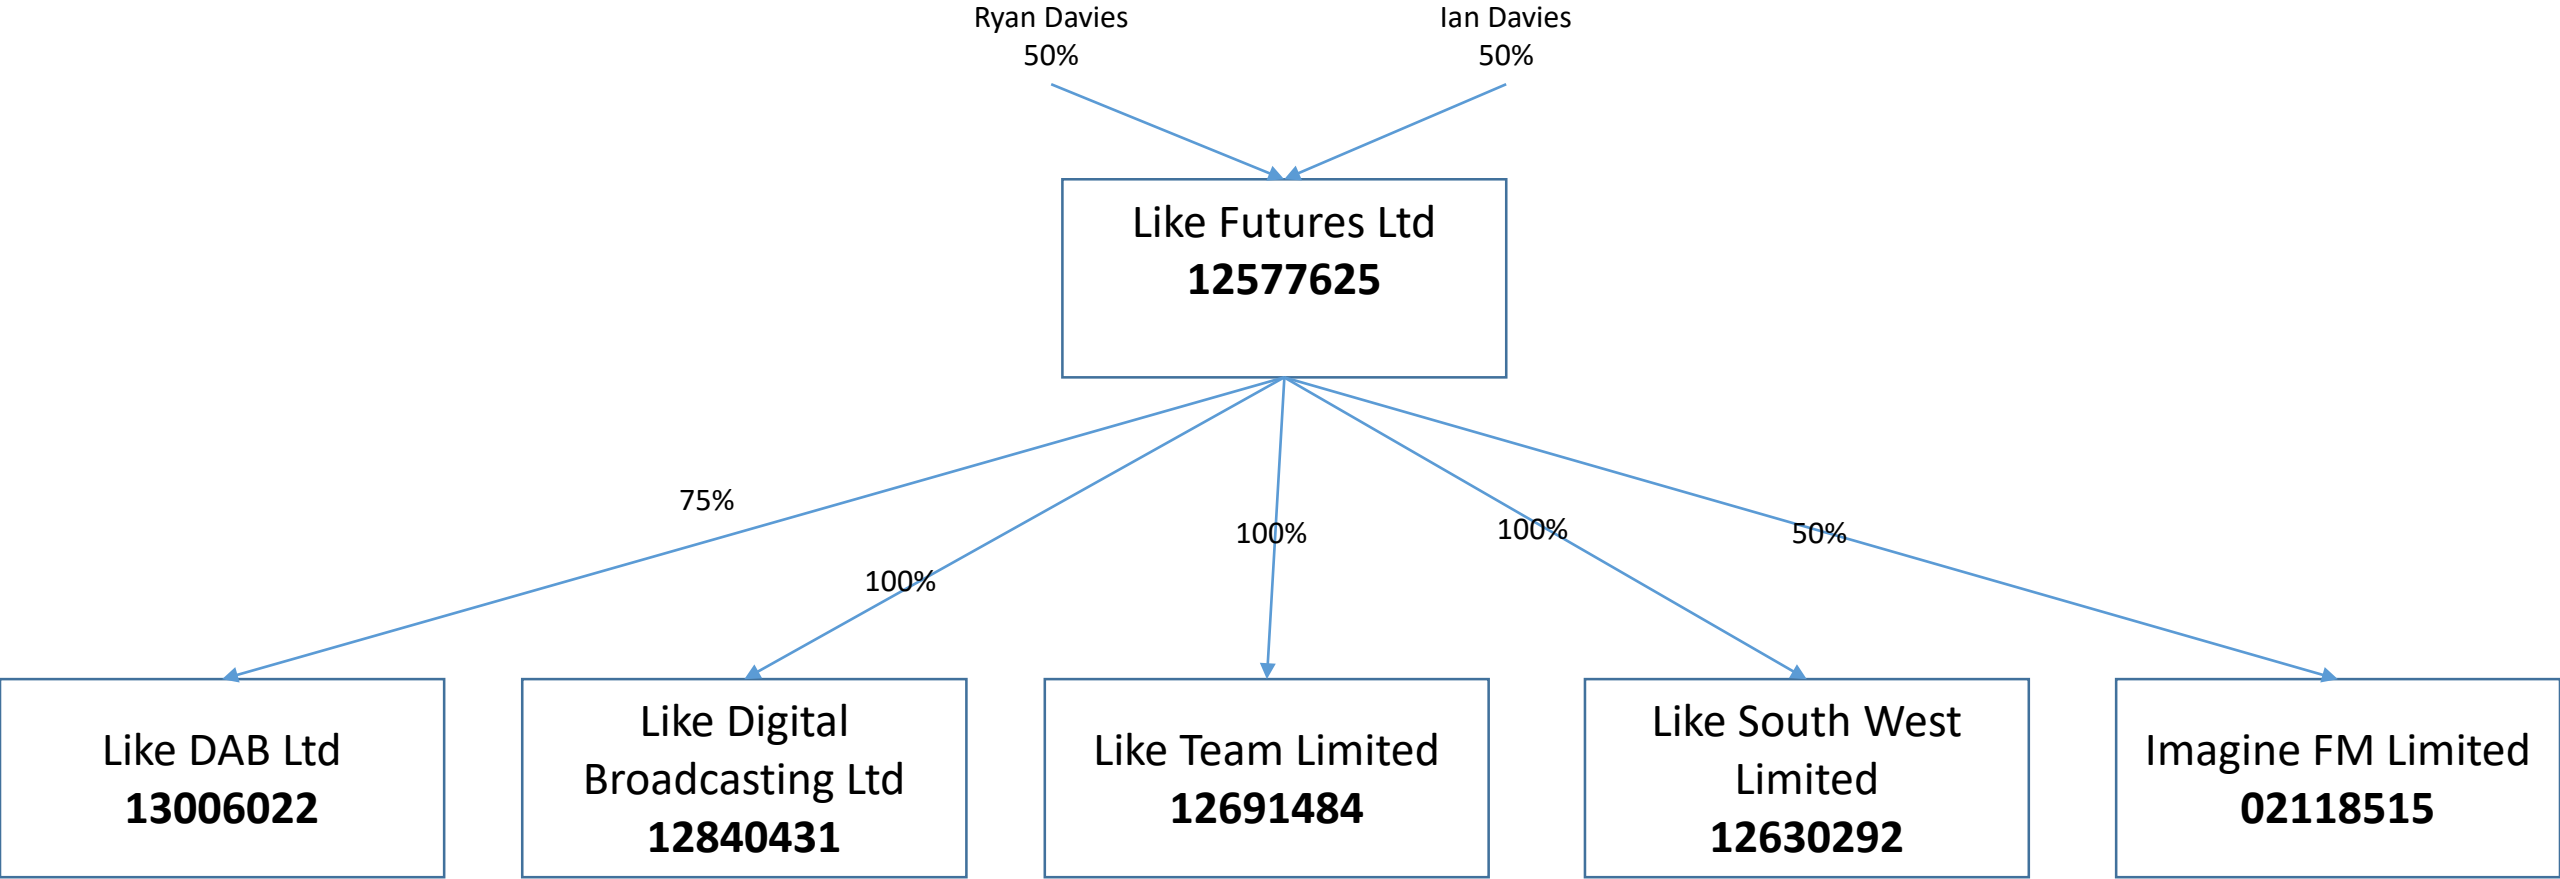 Ryan Davies
50%
Ian Davies
50%
Like Futures Ltd
12577625
75%
100%
100%
100%
50%
Like DAB Ltd
13006022
Like Digital
Broadcasting Ltd
12840431
Like Team Limited
12691484
Like South West
Limited
12630292
Imagine FM Limited
02118515